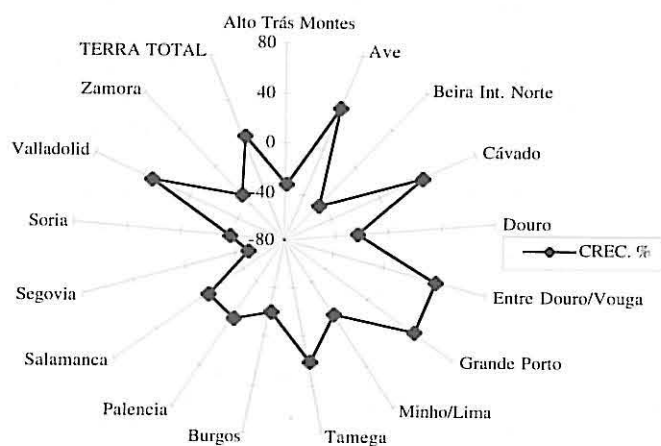 Alto Trás Montes
80
TERRA TOTAL
Ave
Zamora
40
Beira Int. Norte
Valladolid
0
Cávado
-40
Soria
Douro
-80
CREC. %
Segovia
Entre Douro/Vouga
Salamanca
Grande Porto
Palencia
Minho/Lima
Burgos
Tamega